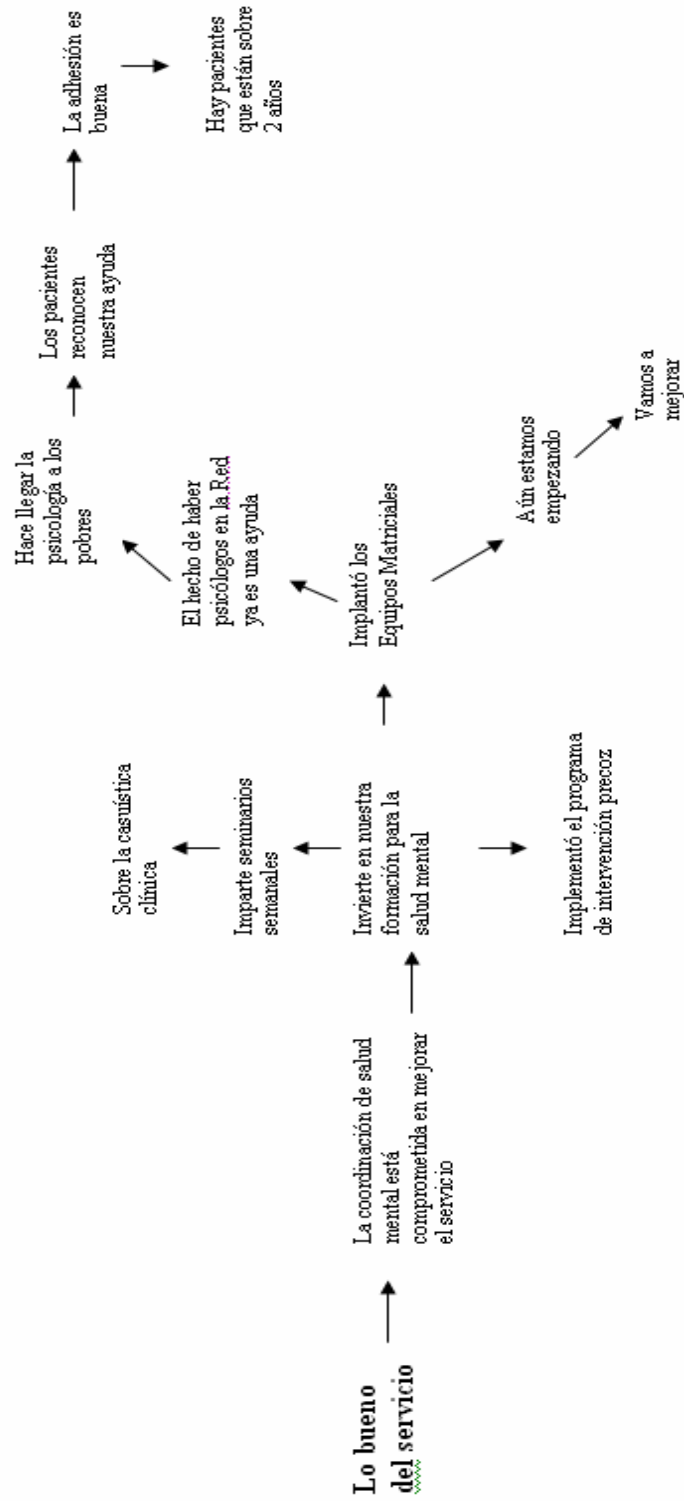 Lo bueno
del servicio
La coordinación de salud
mental está
comprometida en mejorar
el servicio
Sobre la casuística
clínica
Imparte seminarios
semanales
Invierte en nuestra
formación para la
salud mental
Implementó el programa
de intervención precoz
Hace llegar la
psicología a los
pobres
El hecho de haber
psicólogos en la Red
ya es una ayuda
Implantó los
Equipos Matriciales
Aún estamos
empezando
Vamos a
mejorar
Los pacientes
reconocen
nuestra ayuda
La adhesión es
buena
Hay pacientes
que están sobre
2 años